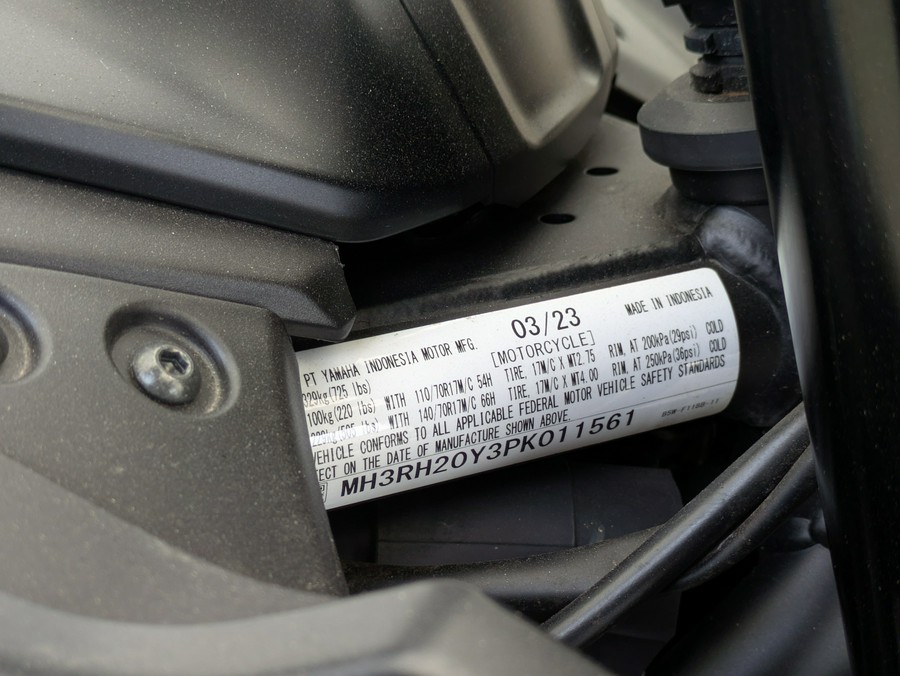 PT YAMAHA INDONESIA MOTOR MFG. 03/23 MADE IN INDONESIA
[MOTORCYCLE]
329kg(725 lbs)
100kg(220 lbs) WITH 110/70R17M/C 54H TIRE, 17M/C X MT2.75 RIM, AT 200kPa(29psi) COLD
WITH 140/70R17M/C 66H TIRE, 17M/C X MT4.00 RIM, AT 250kPa(36psi) COLD
VEHICLE CONFORMS TO ALL APPLICABLE FEDERAL MOTOR VEHICLE SAFETY STANDARDS
FECT ON THE DATE OF MANUFACTURE SHOWN ABOVE
MH3RH20Y3PK011561